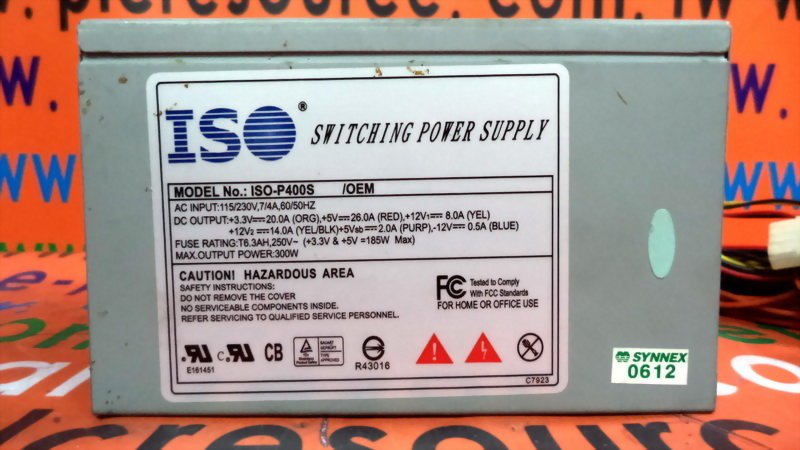 ISO®
SWITCHING POWER SUPPLY
MODEL No.: ISO-P400S /OEM
AC INPUT:115/230V,7/4A,60/50HZ
DC OUTPUT:+3.3V⎓20.0A (ORG),+5V⎓26.0A (RED),+12V1⎓ 8.0A (YEL)
+12V2⎓14.0A (YEL/BLK)+5Vsb⎓2.0A (PURP),-12V⎓0.5A (BLUE)
FUSE RATING:T6.3AH,250V~ (+3.3V & +5V =185W Max)
MAX.OUTPUT POWER:300W
CAUTION! HAZARDOUS AREA
SAFETY INSTRUCTIONS:
DO NOT REMOVE THE COVER
NO SERVICEABLE COMPONENTS INSIDE.
REFER SERVICING TO QUALIFIED SERVICE PERSONNEL.
FC Tested to Comply
With FCC Standards
FOR HOME OR OFFICE USE
RU
E161451
c RU
CB
TYPE
APPROVED
R43016
C7923
SYNNEX
0612